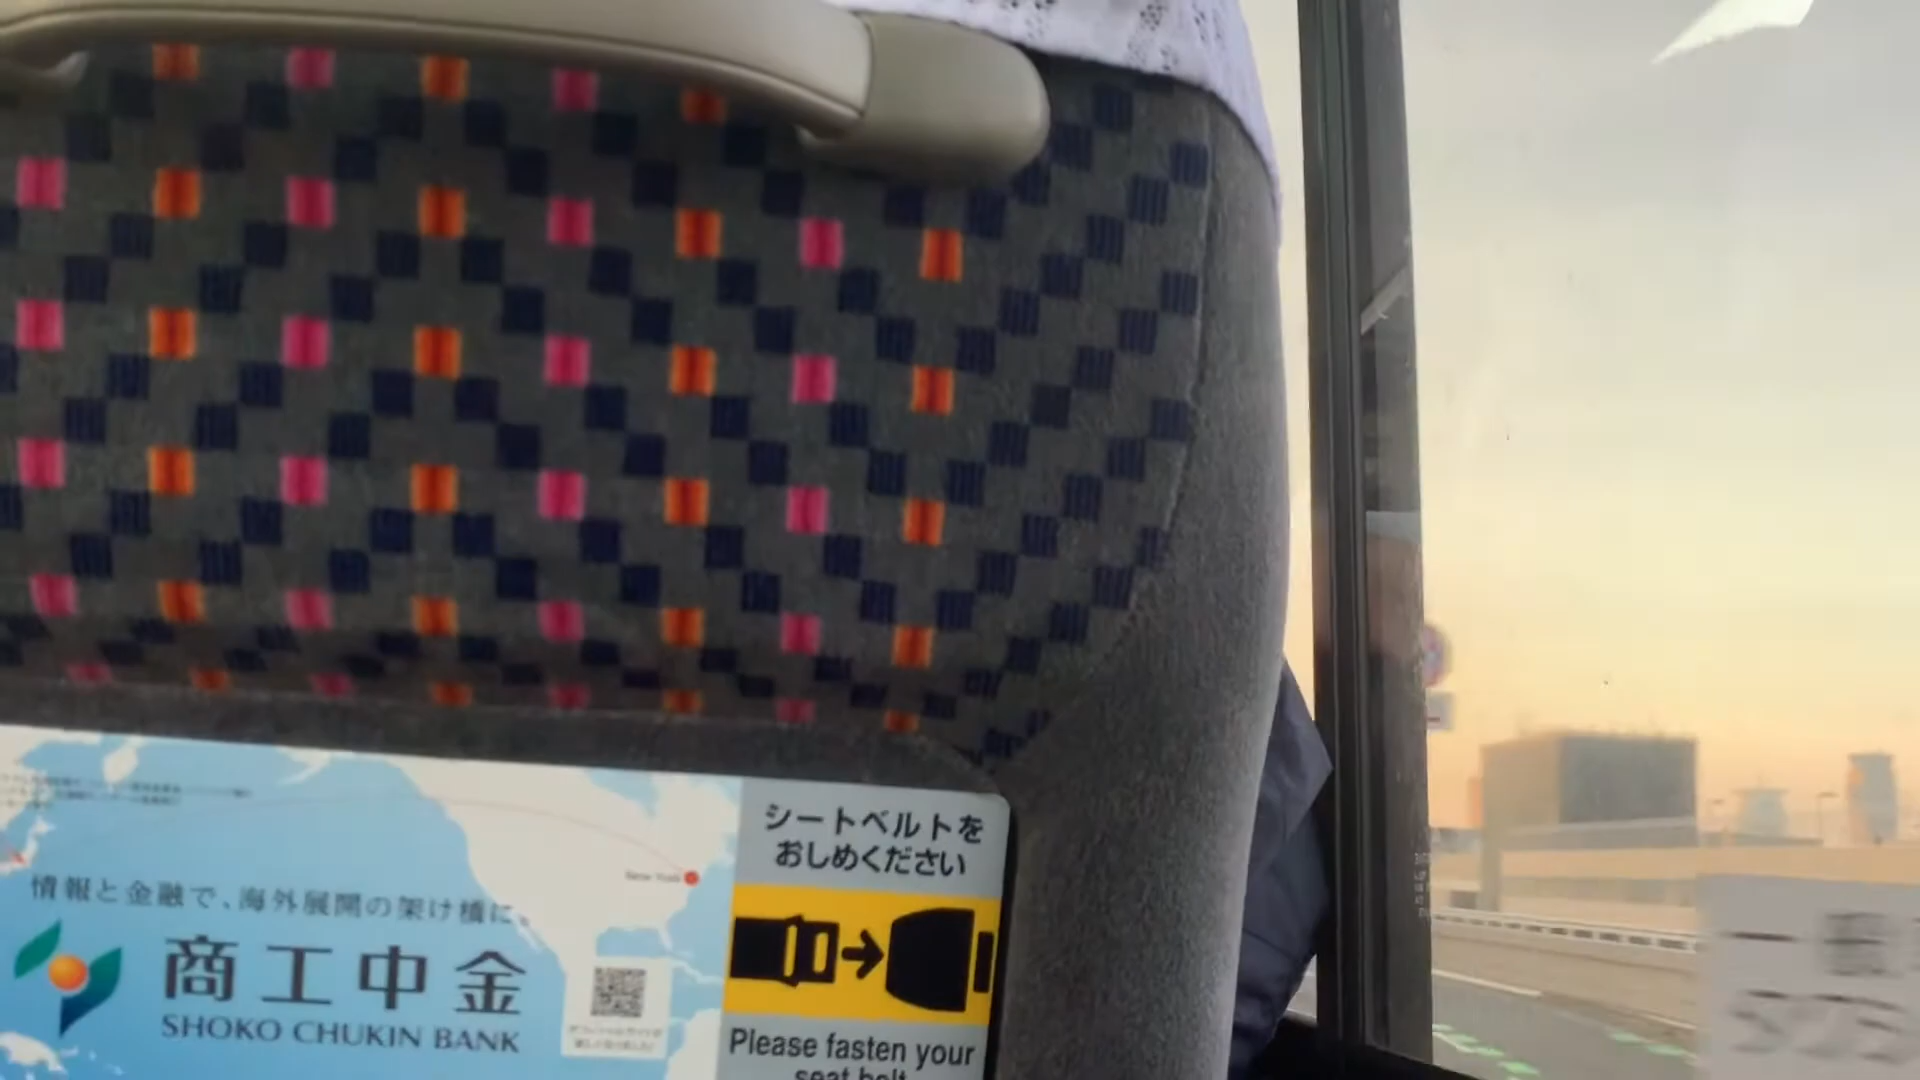 シートベルトを
おしめください
New York
情報と金融で、海外展開の架け橋に。
商工中金
SHOKO CHUKIN BANK
Please fasten your
seat belt